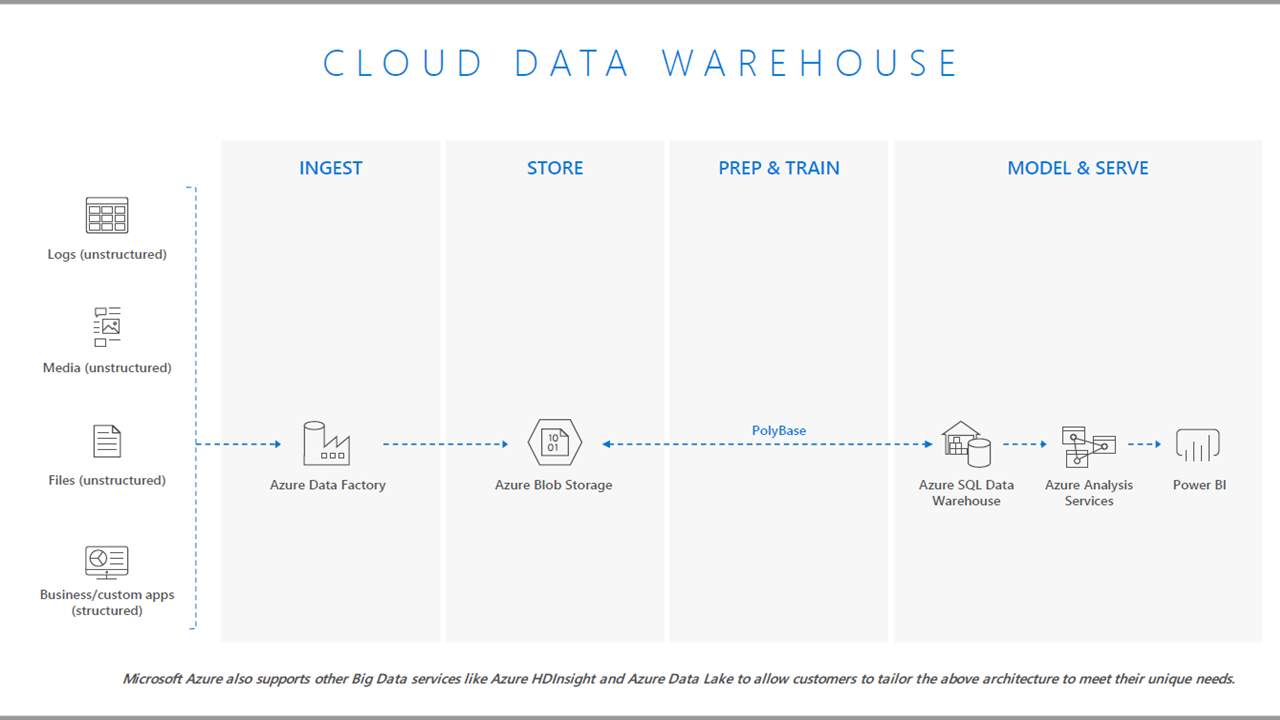 CLOUD DATA WAREHOUSE
INGEST
STORE
PREP & TRAIN
MODEL & SERVE
Logs (unstructured)
Media (unstructured)
Files (unstructured)
Business/custom apps
(structured)
Azure Data Factory
10
01
Azure Blob Storage
PolyBase
Azure SQL Data
Warehouse
Azure Analysis
Services
Power BI
Microsoft Azure also supports other Big Data services like Azure HDInsight and Azure Data Lake to allow customers to tailor the above architecture to meet their unique needs.